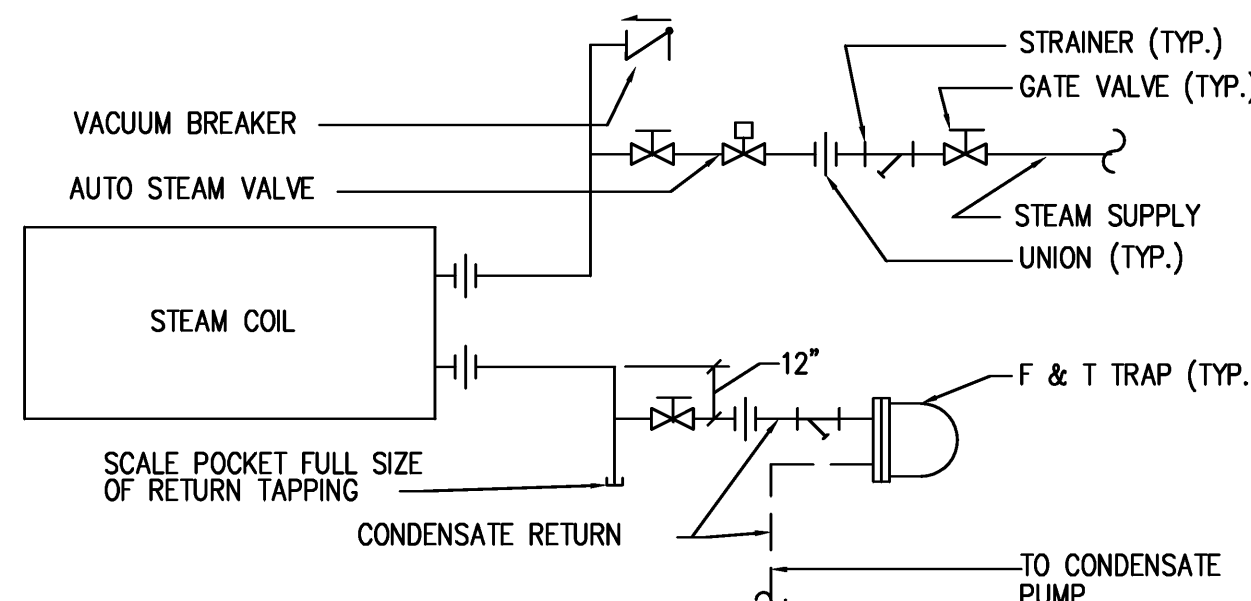 STRAINER (TYP.)
GATE VALVE (TYP.)
VACUUM BREAKER
AUTO STEAM VALVE
STEAM SUPPLY
UNION (TYP.)
STEAM COIL
12”
F & T TRAP (TYP.
SCALE POCKET FULL SIZE
OF RETURN TAPPING
CONDENSATE RETURN
TO CONDENSATE
PUMP